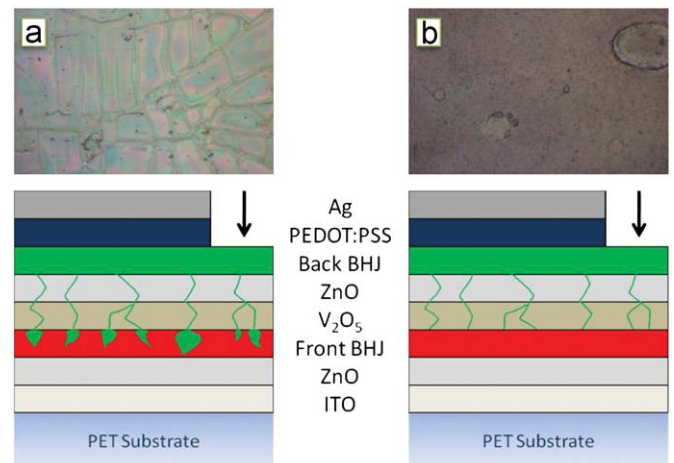 a
b
Ag
PEDOT:PSS
Back BHJ
ZnO
V₂O₅
Front BHJ
ZnO
ITO
PET Substrate
PET Substrate